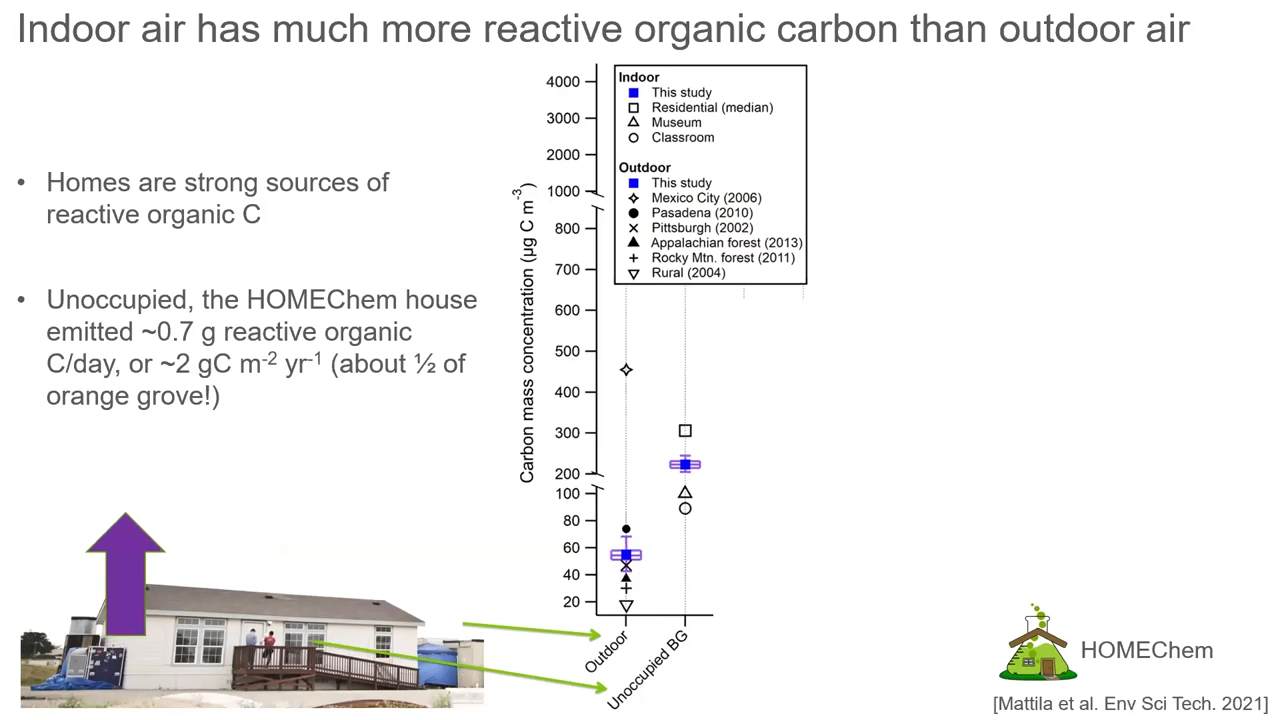 Indoor air has much more reactive organic carbon than outdoor air
• Homes are strong sources of
reactive organic C
• Unoccupied, the HOMEChem house
emitted ~0.7 g reactive organic
C/day, or ~2 gC m-2 yr-1 (about ½ of
orange grove!)
Carbon mass concentration (µg C m-3)
4000
3000
2000
1000
800
700
600
500
400
300
200
100
80
60
40
20
Indoor
This study
Residential (median)
Museum
Classroom
Outdoor
This study
Mexico City (2006)
Pasadena (2010)
Pittsburgh (2002)
Appalachian forest (2013)
Rocky Mtn. forest (2011)
Rural (2004)
Outdoor
Unoccupied BG
HOMEChem
[Mattila et al. Env Sci Tech. 2021]